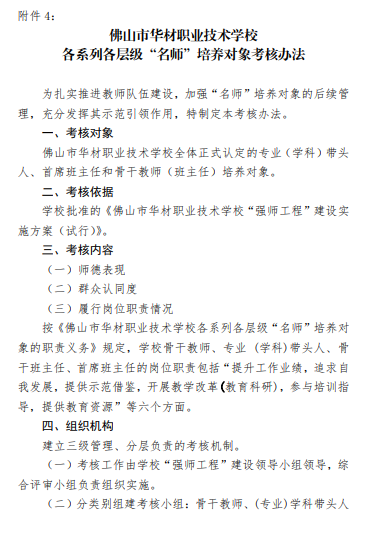 附件 4：
佛山市华材职业技术学校
各系列各层级“名师”培养对象考核办法
为扎实推进教师队伍建设，加强“名师”培养对象的后续管
理，充分发挥其示范引领作用，特制定本考核办法。
一、考核对象
佛山市华材职业技术学校全体正式认定的专业（学科）带头
人、首席班主任和骨干教师（班主任）培养对象。
二、考核依据
学校批准的《佛山市华材职业技术学校“强师工程”建设实
施方案（试行）》。
三、考核内容
（一）师德表现
（二）群众认同度
（三）履行岗位职责情况
按《佛山市华材职业技术学校各系列各层级“名师”培养对
象的职责义务》规定，学校骨干教师、专业 (学科)带头人、骨
干班主任、首席班主任的岗位职责包括“提升工作业绩，追求自
我发展，提供示范借鉴，开展教学改革(教育科研)，参与培训指
导，提供教育资源”等六个方面。
四、组织机构
建立三级管理、分层负责的考核机制。
（一）考核工作由学校“强师工程”建设领导小组领导，综
合评审小组负责组织实施。
（二）分类别组建考核小组：骨干教师、(专业)学科带头人